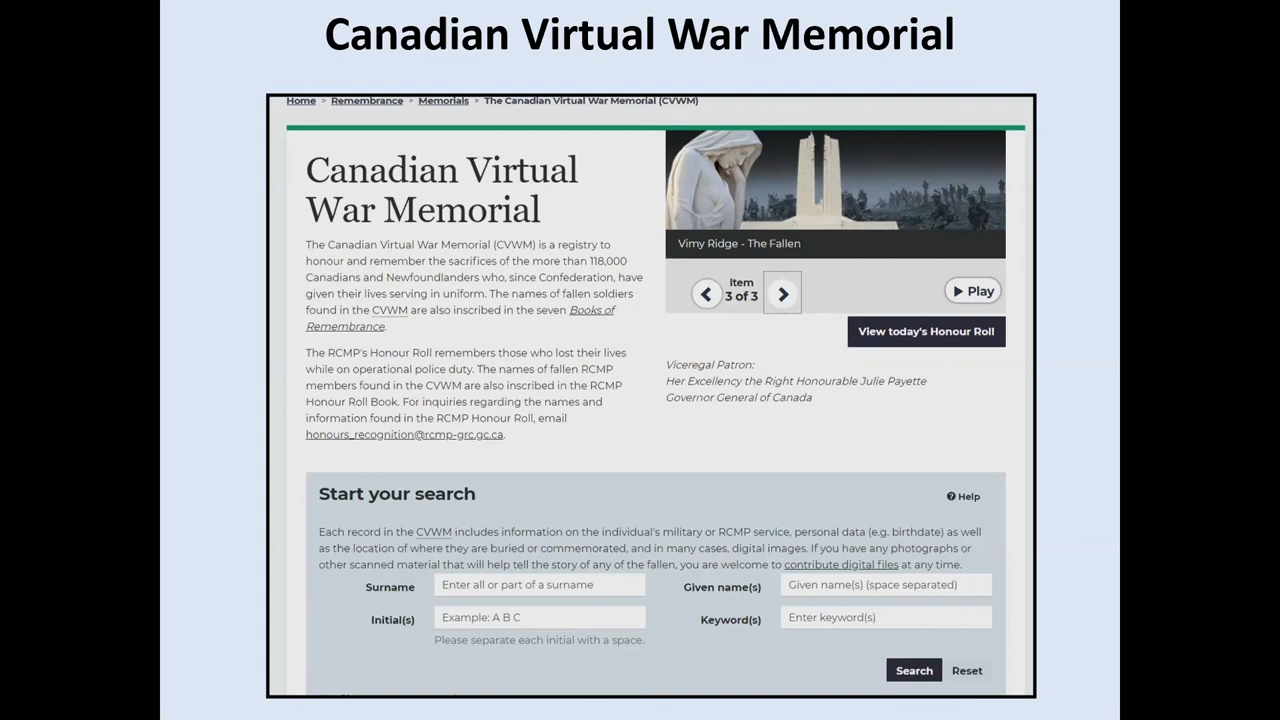 Canadian Virtual War Memorial
Home > Remembrance > Memorials > The Canadian Virtual War Memorial (CVWM)
Canadian Virtual
War Memorial
The Canadian Virtual War Memorial (CVWM) is a registry to
honour and remember the sacrifices of the more than 118,000
Canadians and Newfoundlanders who, since Confederation, have
given their lives serving in uniform. The names of fallen soldiers
found in the CVWM are also inscribed in the seven Books of
Remembrance.
The RCMP's Honour Roll remembers those who lost their lives
while on operational police duty. The names of fallen RCMP
members found in the CVWM are also inscribed in the RCMP
Honour Roll Book. For inquiries regarding the names and
information found in the RCMP Honour Roll, email
honours_recognition@rcmp-grc.gc.ca.
Vimy Ridge - The Fallen
Item
3 of 3
Play
View today's Honour Roll
Viceregal Patron:
Her Excellency the Right Honourable Julie Payette
Governor General of Canada
Start your search
Help
Each record in the CVWM includes information on the individual's military or RCMP service, personal data (e.g. birthdate) as well
as the location of where they are buried or commemorated, and in many cases, digital images. If you have any photographs or
other scanned material that will help tell the story of any of the fallen, you are welcome to contribute digital files at any time.
Surname Enter all or part of a surname Given name(s) Given name(s) (space separated)
Initial(s) Example: A B C Keyword(s) Enter keyword(s)
Please separate each initial with a space.
Search Reset